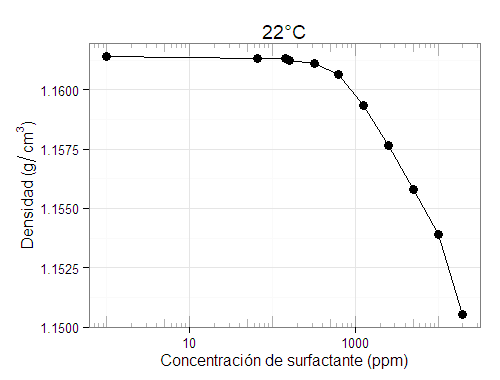 22°C
Densidad (g/cm³)
1.1600
1.1575
1.1550
1.1525
1.1500
10
1000
Concentración de surfactante (ppm)